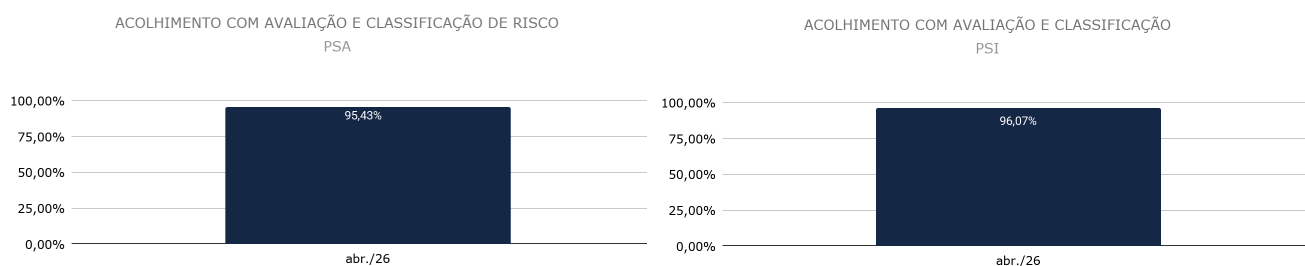 ACOLHIMENTO COM AVALIAÇÃO E CLASSIFICAÇÃO DE RISCO
PSA
100,00%
95,43%
75,00%
50,00%
25,00%
0,00%
abr./26
ACOLHIMENTO COM AVALIAÇÃO E CLASSIFICAÇÃO
PSI
100,00%
96,07%
75,00%
50,00%
25,00%
0,00%
abr./26